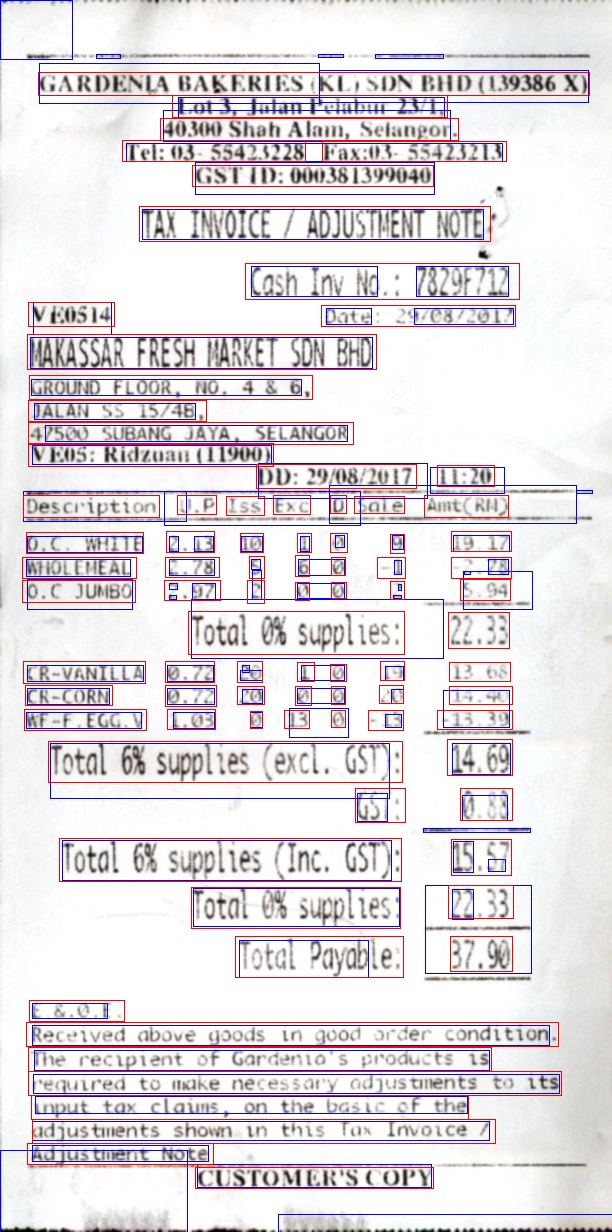 GARDENIA BAKERIES (KL) SDN BHD (139386 X)
Lot 3, Jalan Pelabur 23/1,
40300 Shah Alam, Selangor.
Tel: 03- 55423228 Fax:03- 55423213
GST ID: 000381399040
TAX INVOICE / ADJUSTMENT NOTE
Cash Inv No.: 7829F712
VE0514 Date: 29/08/2017
MAKASSAR FRESH MARKET SDN BHD
GROUND FLOOR, NO. 4 & 6,
JALAN SS 15/4B,
47500 SUBANG JAYA, SELANGOR
VE05: Ridzuan (11900)
DD: 29/08/2017 11:20
Description U.P Iss Exc D Sale Amt(RM)
O.C. WHITE 2.13 10 1 0 9 19.17
WHOLEMEAL 2.78 5 6 0 -1 -2.78
O.C JUMBO 2.97 2 0 0 2 5.94
Total 0% supplies: 22.33
CR-VANILLA 0.72 20 1 0 19 13.68
CR-CORN 0.72 20 0 0 20 14.40
WF-F.EGG.V 1.03 0 13 0 -13 -13.39
Total 6% supplies (excl. GST): 14.69
GST: 0.88
Total 6% supplies (Inc. GST): 15.57
Total 0% supplies: 22.33
Total Payable: 37.90
E.&.O.E.
Received above goods in good order condition.
The recipient of Gardenia's products is
required to make necessary adjustments to its
input tax claims, on the basic of the
adjustments shown in this Tax Invoice /
Adjustment Note
CUSTOMER'S COPY